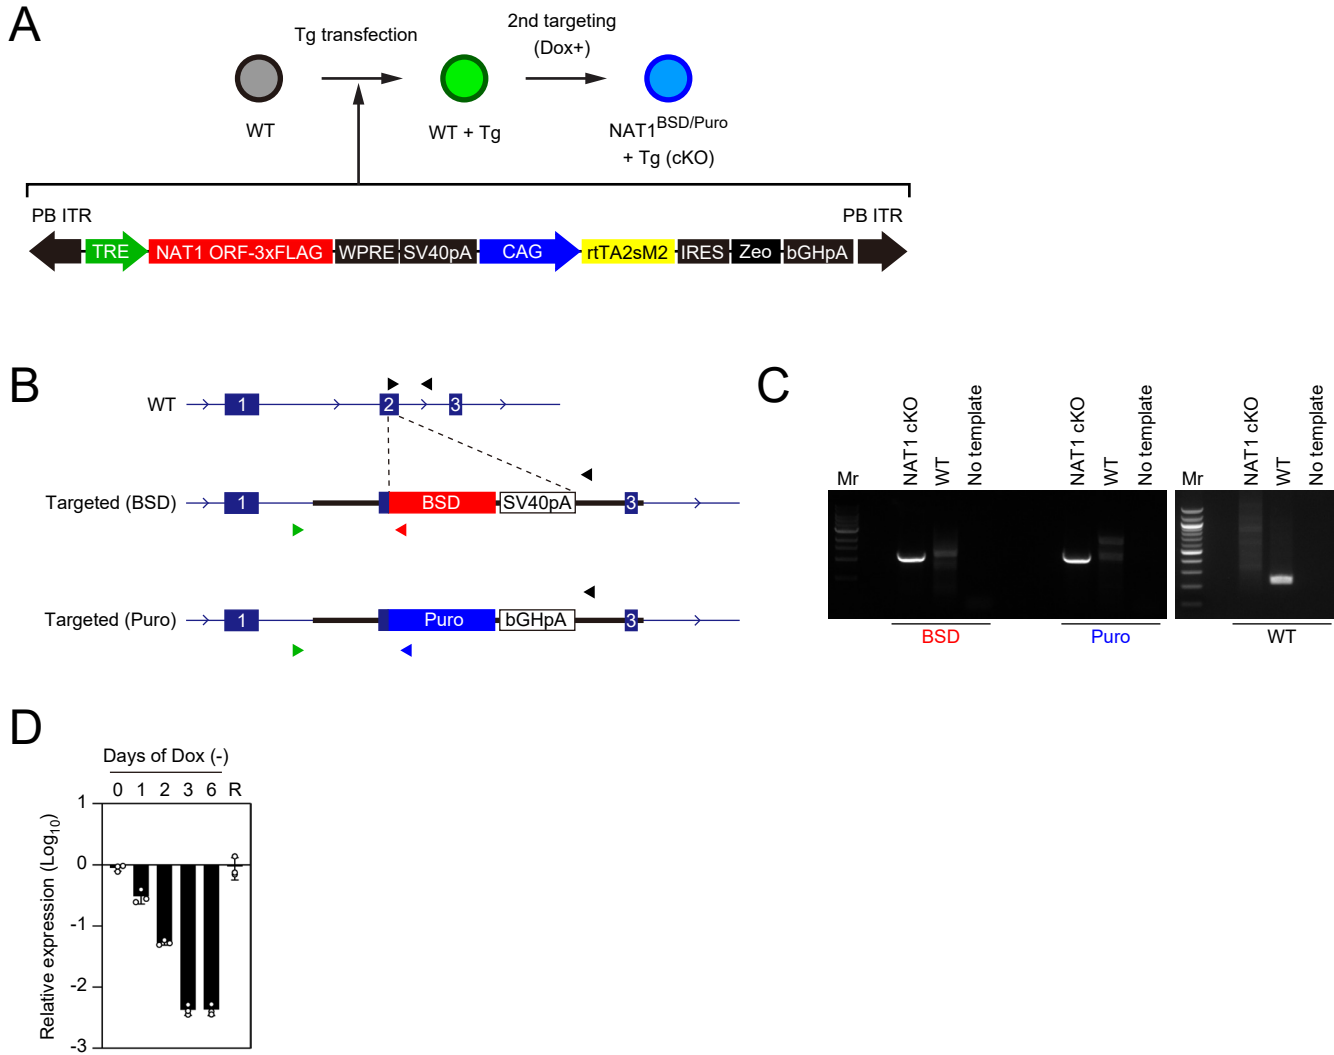 A
Tg transfection
2nd targeting
(Dox+)
WT
WT + Tg
NAT1BSD/Puro
+ Tg (cKO)
PB ITR
PB ITR
TRE NAT1 ORF-3xFLAG WPRE SV40pA CAG rtTA2sM2 IRES Zeo bGHpA
B
WT 1 2 3
Targeted (BSD) 1 BSD SV40pA 3
Targeted (Puro) 1 Puro bGHpA 3
C
Mr NAT1 cKO WT No template NAT1 cKO WT No template Mr NAT1 cKO WT No template
BSD Puro WT
D
Days of Dox (-)
0 1 2 3 6 R
Relative expression (Log10)
1
0
-1
-2
-3